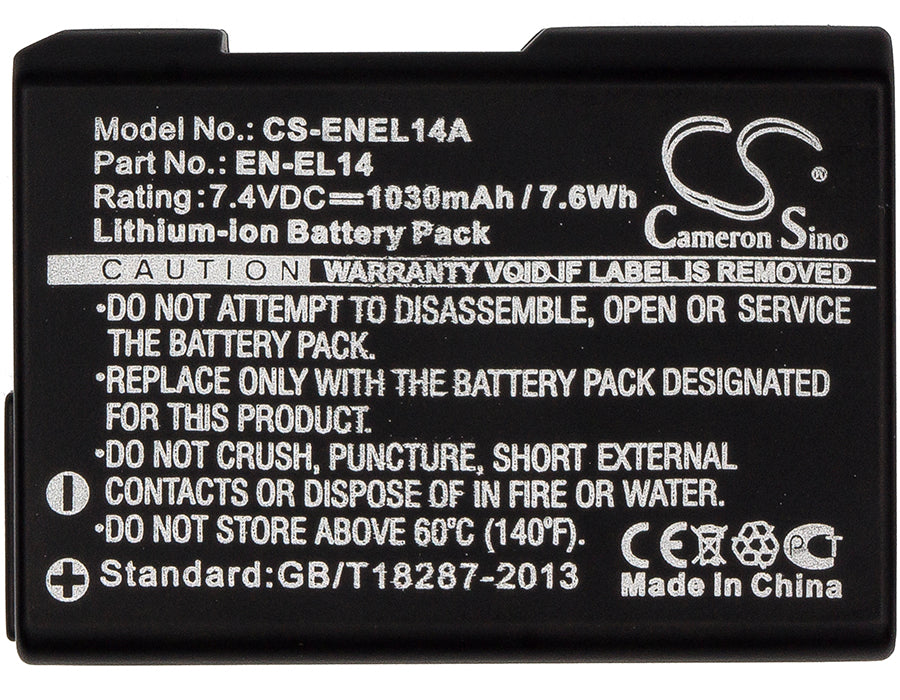 Model No.: CS-ENEL14A
Part No.: EN-EL14
Rating: 7.4VDC⎓1030mAh / 7.6Wh
Lithium-ion Battery Pack
CS®
Cameron Sino
CAUTION WARRANTY VOID IF LABEL IS REMOVED
•DO NOT ATTEMPT TO DISASSEMBLE, OPEN OR SERVICE
THE BATTERY PACK.
•REPLACE ONLY WITH THE BATTERY PACK DESIGNATED
FOR THIS PRODUCT.
•DO NOT CRUSH, PUNCTURE, SHORT EXTERNAL
CONTACTS OR DISPOSE OF IN FIRE OR WATER.
•DO NOT STORE ABOVE 60°C (140°F).
Standard:GB/T18287-2013
CE PCT
Made In China